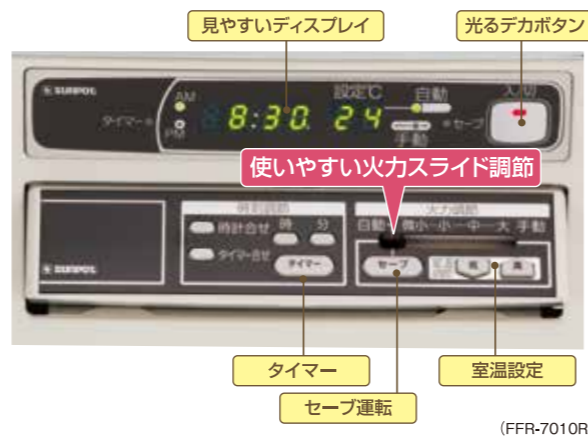 見やすいディスプレイ
光るデカボタン
SUNPOT
AM
PM
タイマー
8:30
設定℃
24
自動
手動
セーブ
入/切
使いやすい火力スライド調節
時刻調節
時計合せ
時
分
タイマー合せ
タイマー
火力調節
自動
微小
小
中
大
手動
セーブ
SUNPOT
タイマー
セーブ運転
室温設定
(FFR-7010R